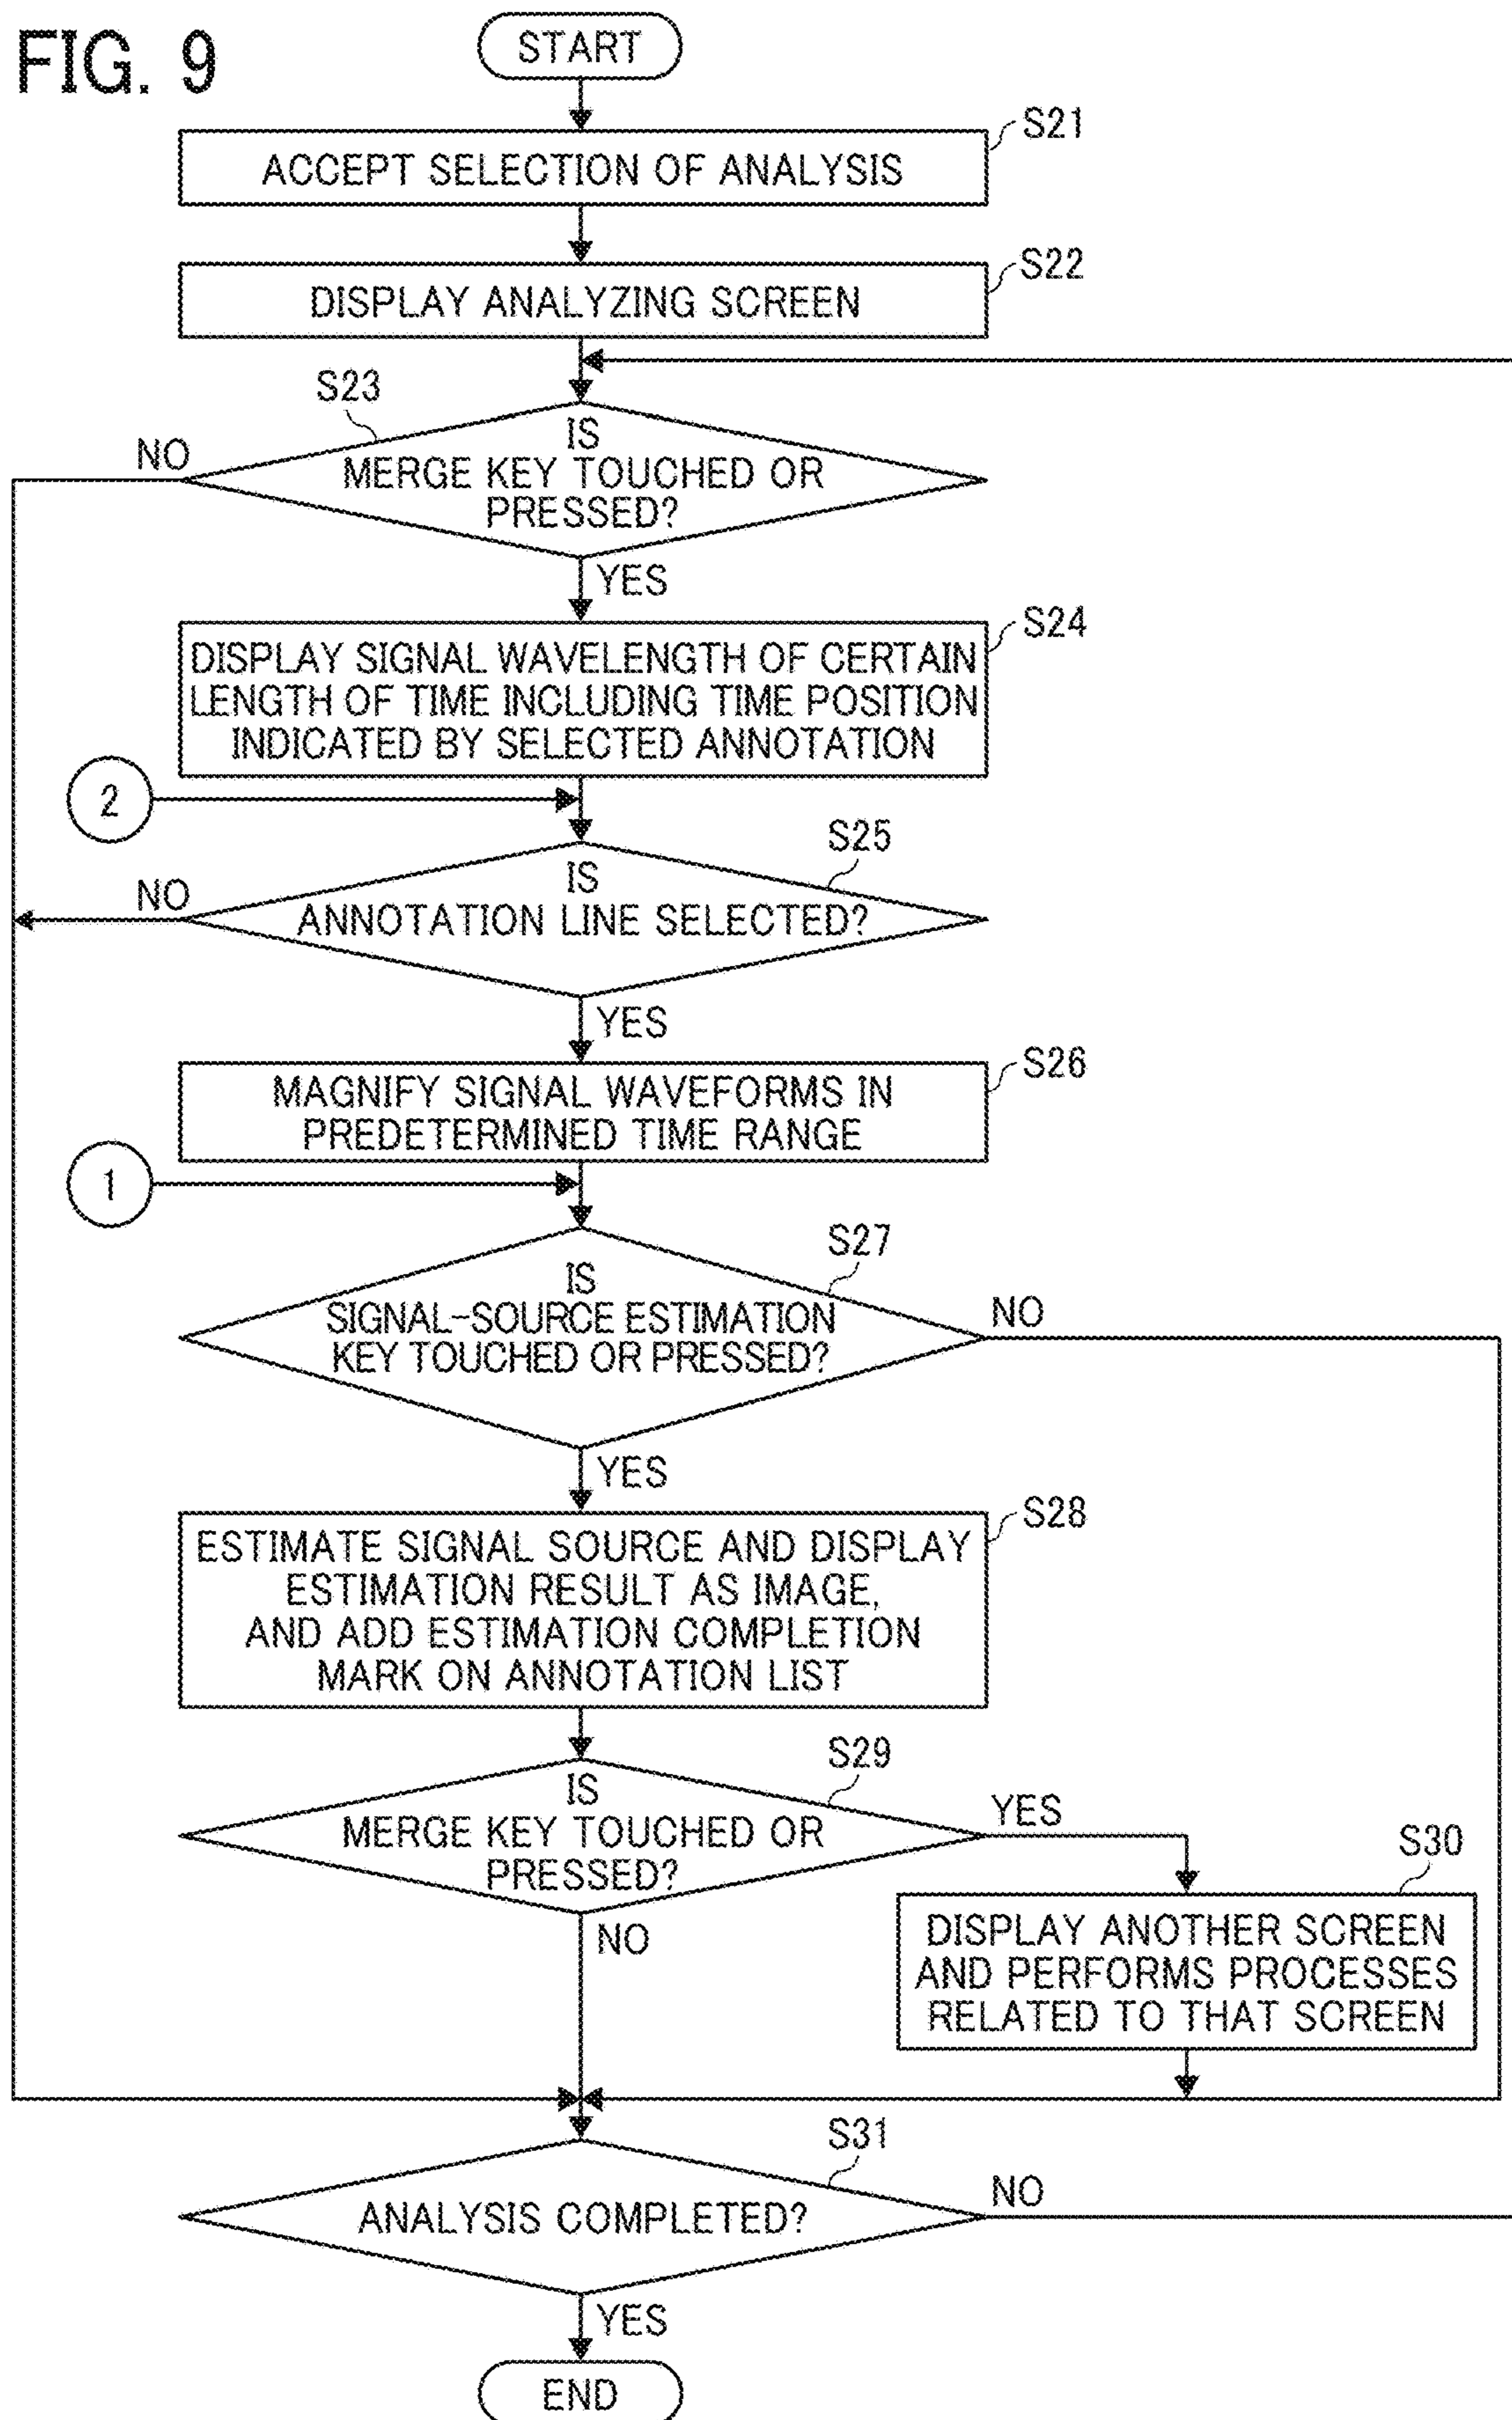 FIG. 9
START
S21
ACCEPT SELECTION OF ANALYSIS
S22
DISPLAY ANALYZING SCREEN
S23
NO
IS
MERGE KEY TOUCHED OR
PRESSED?
YES
S24
DISPLAY SIGNAL WAVELENGTH OF CERTAIN
LENGTH OF TIME INCLUDING TIME POSITION
INDICATED BY SELECTED ANNOTATION
2
S25
NO
IS
ANNOTATION LINE SELECTED?
YES
S26
MAGNIFY SIGNAL WAVEFORMS IN
PREDETERMINED TIME RANGE
1
S27
IS
SIGNAL-SOURCE ESTIMATION
KEY TOUCHED OR PRESSED?
NO
YES
S28
ESTIMATE SIGNAL SOURCE AND DISPLAY
ESTIMATION RESULT AS IMAGE,
AND ADD ESTIMATION COMPLETION
MARK ON ANNOTATION LIST
S29
IS
MERGE KEY TOUCHED OR
PRESSED?
YES
NO
S30
DISPLAY ANOTHER SCREEN
AND PERFORMS PROCESSES
RELATED TO THAT SCREEN
S31
ANALYSIS COMPLETED?
NO
YES
END